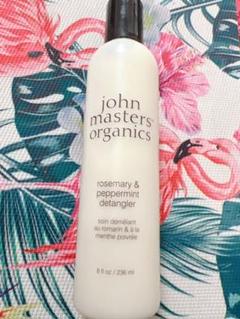 john
masters
organics
rosemary &
peppermint
detangler
soin démêlant
au romarin & à la
menthe poivrée
8 fl oz / 236 ml